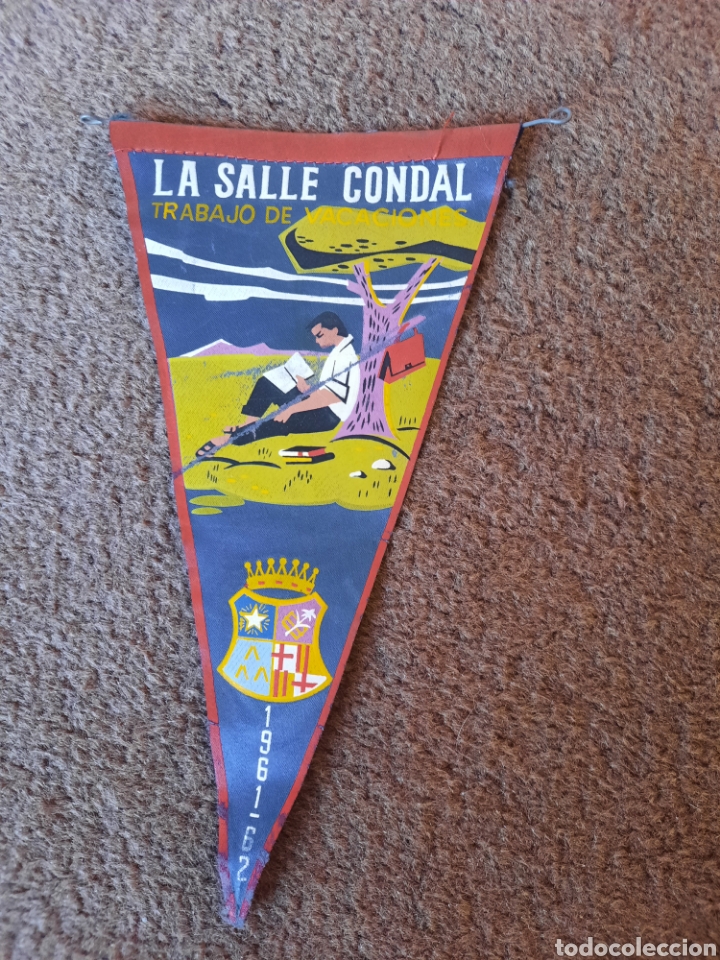 LA SALLE CONDAL
TRABAJO DE VACACIONES
1961-62
todocoleccion